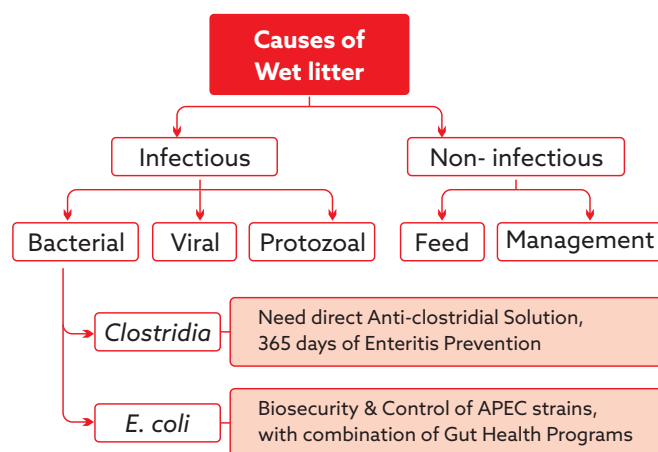 Causes of
Wet litter
Infectious
Non- infectious
Bacterial
Viral
Protozoal
Feed
Management
Clostridia
Need direct Anti-clostridial Solution,
365 days of Enteritis Prevention
E. coli
Biosecurity & Control of APEC strains,
with combination of Gut Health Programs